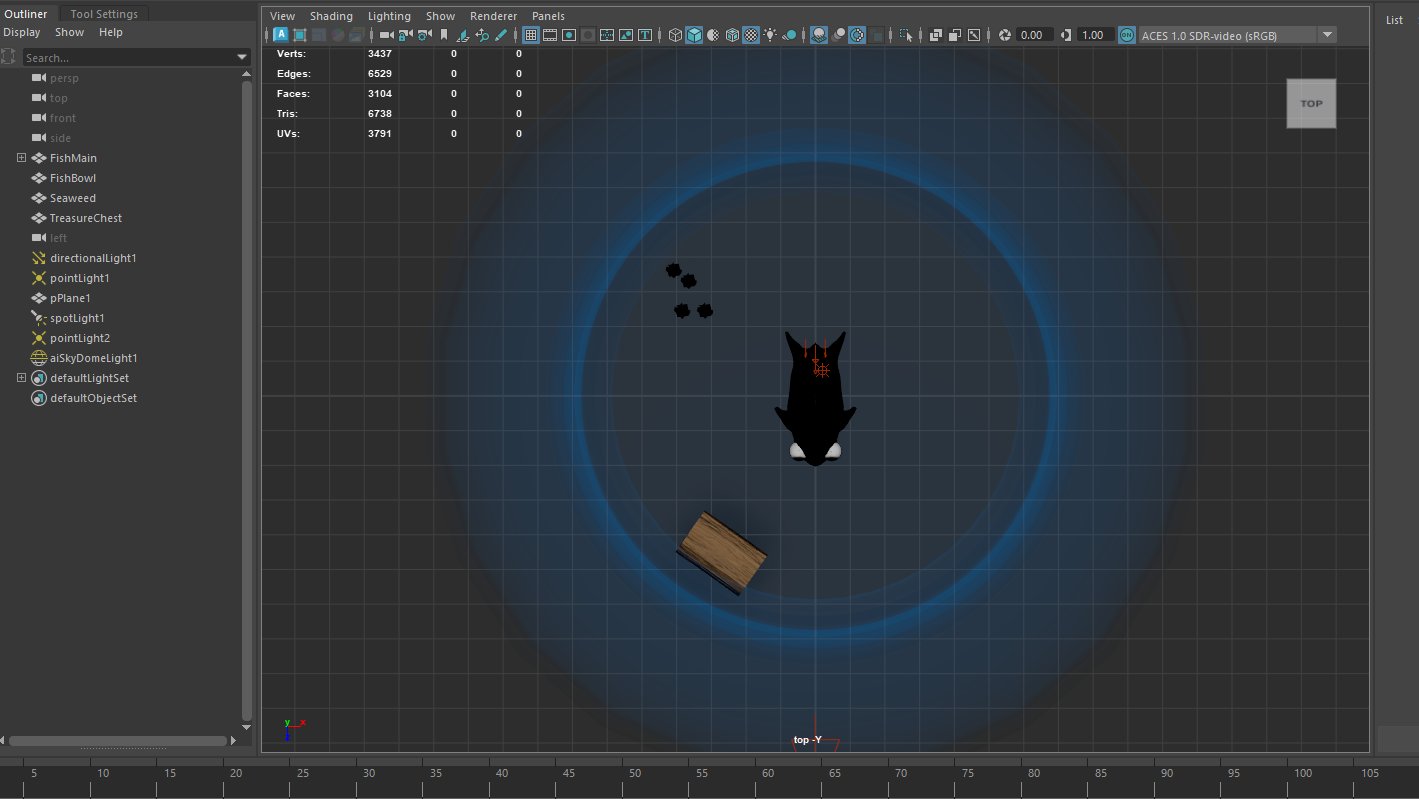 Outliner
Tool Settings
Display Show Help
Search...
persp
top
front
side
FishMain
FishBowl
Seaweed
TreasureChest
left
directionalLight1
pointLight1
pPlane1
spotLight1
pointLight2
aiSkyDomeLight1
defaultLightSet
defaultObjectSet
View Shading Lighting Show Renderer Panels
A 0.00 1.00 ON ACES 1.0 SDR-video (sRGB)
Verts: 3437 0 0
Edges: 6529 0 0
Faces: 3104 0 0
Tris: 6738 0 0
UVs: 3791 0 0
TOP
y x
z
top -Y
List
5 10 15 20 25 30 35 40 45 50 55 60 65 70 75 80 85 90 95 100 105